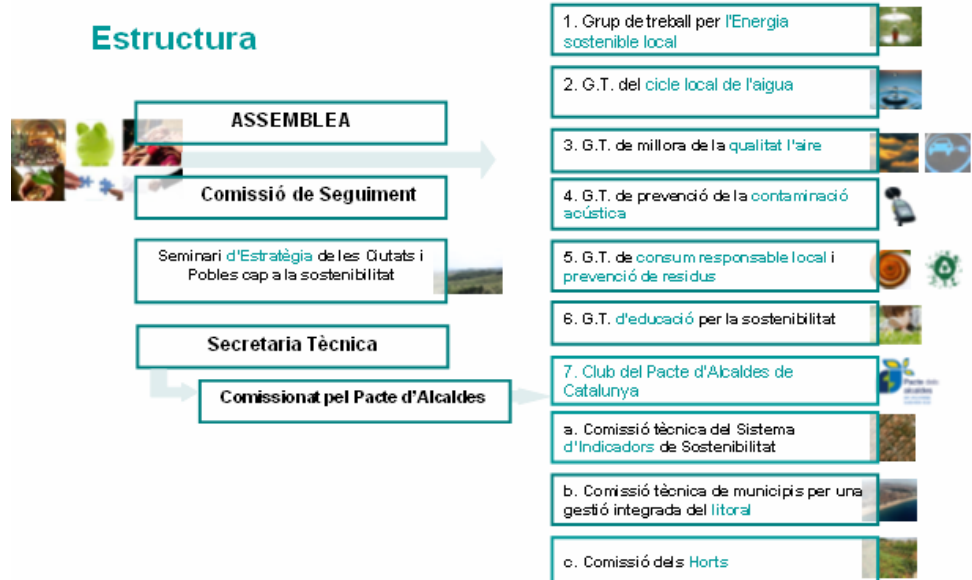 Estructura
ASSEMBLEA
Comissió de Seguiment
Seminari d'Estratègia de les Ciutats i
Pobles cap a la sostenibilitat
Secretaria Tècnica
Comissionat pel Pacte d'Alcaldes
1. Grup de treball per l'Energia
sostenible local
2. G.T. del cicle local de l'aigua
3. G.T. de millora de la qualitat l'aire
4. G.T. de prevenció de la contaminació
acústica
5. G.T. de consum responsable local i
prevenció de residus
6. G.T. d'educació per la sostenibilitat
7. Club del Pacte d'Alcaldes de
Catalunya
Pacte dels
alcaldes
a. Comissió tècnica del Sistema
d'Indicadors de Sostenibilitat
b. Comissió tècnica de municipis per una
gestió integrada del litoral
c. Comissió dels Horts